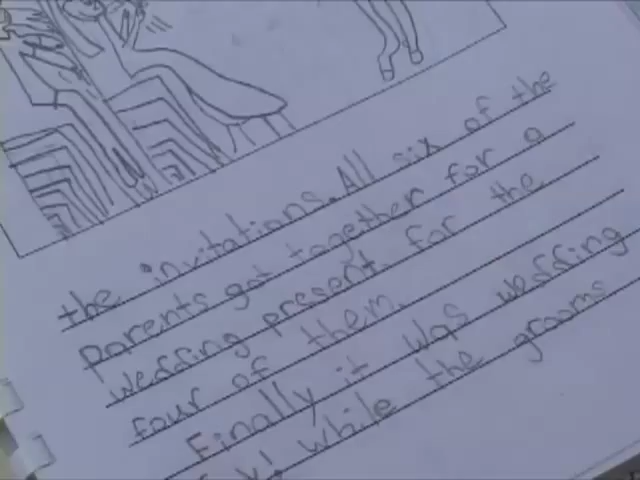 the invitations. All six of the
parents got together for a
wedding present for the
four of them.
Finally it was wedding
while the grooms